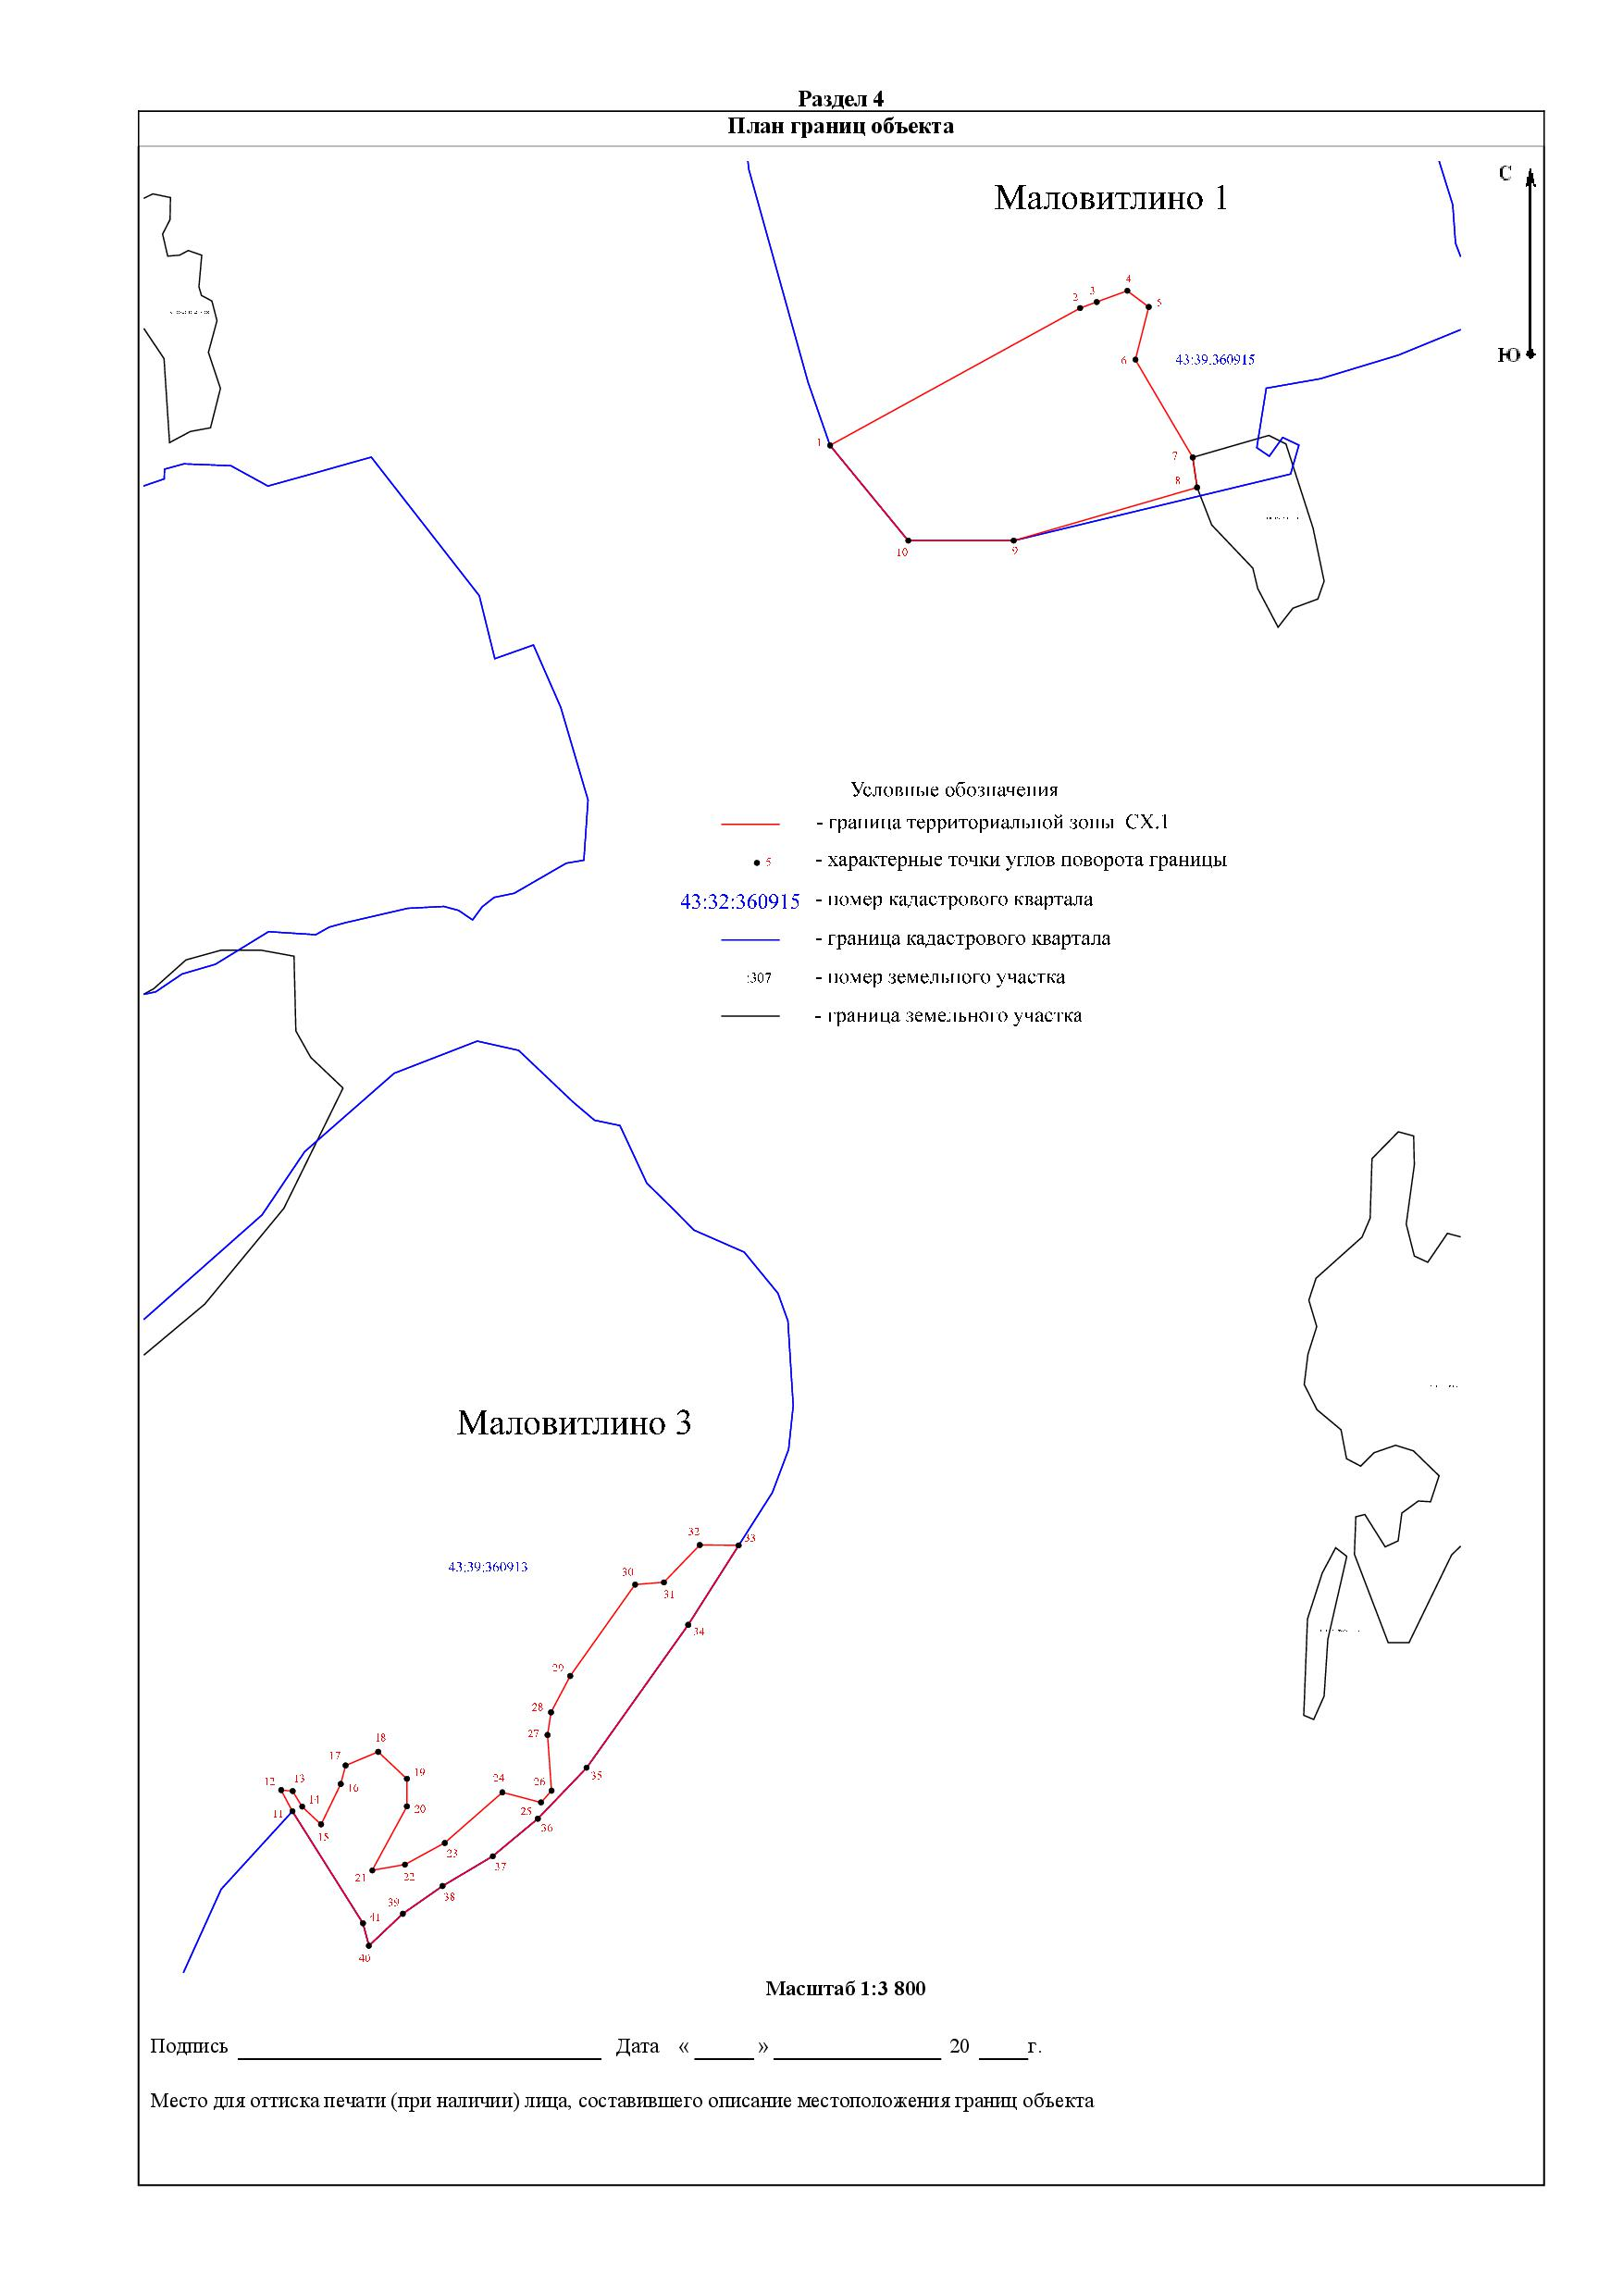 Раздел 4
План границ объекта
Маловитлино 1
С
Ю
4
3
2
5
6
43:39:360915
1
7
8
10
9
Условные обозначения
- граница территориальной зоны СХ.1
5 - характерные точки углов поворота границы
43:32:360915 - номер кадастрового квартала
- граница кадастрового квартала
:307 - номер земельного участка
- граница земельного участка
Маловитлино 3
43:39:360913
32
33
30
31
34
29
28
27
18
17
19
35
12
13
16
24
26
14
20
11
25
15
36
23
21
22
37
38
39
41
40
Масштаб 1:3 800
Подпись Дата « » 20 г.
Место для оттиска печати (при наличии) лица, составившего описание местоположения границ объекта